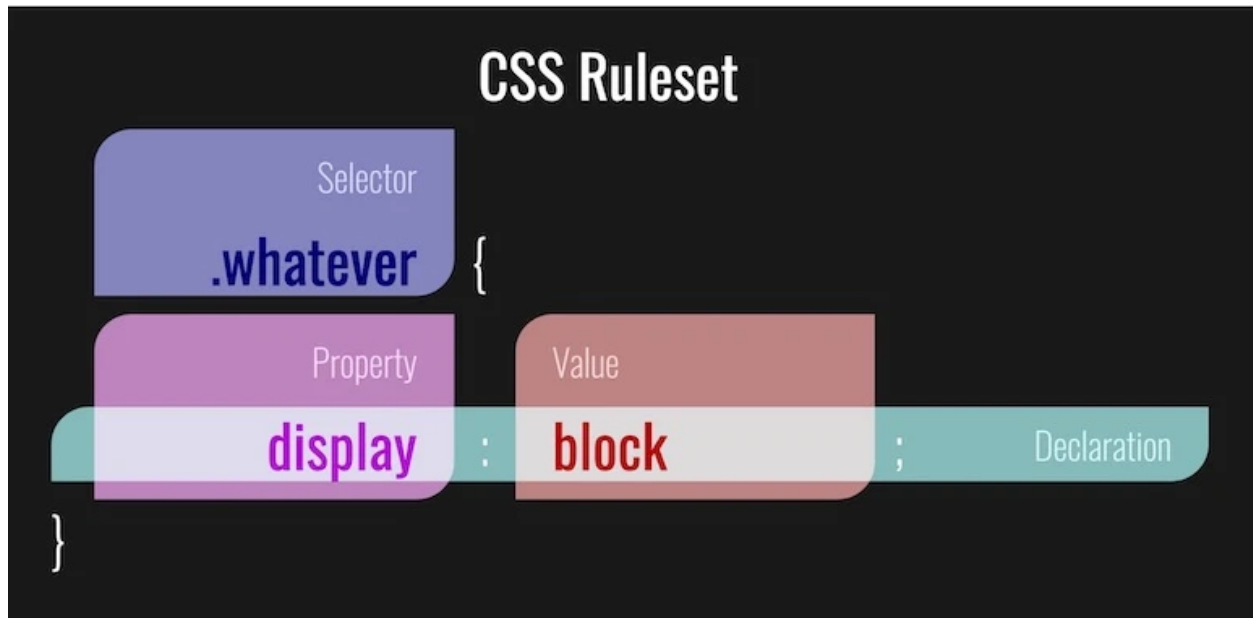 CSS Ruleset
Selector
.whatever {
Property Value
display : block ; Declaration
}